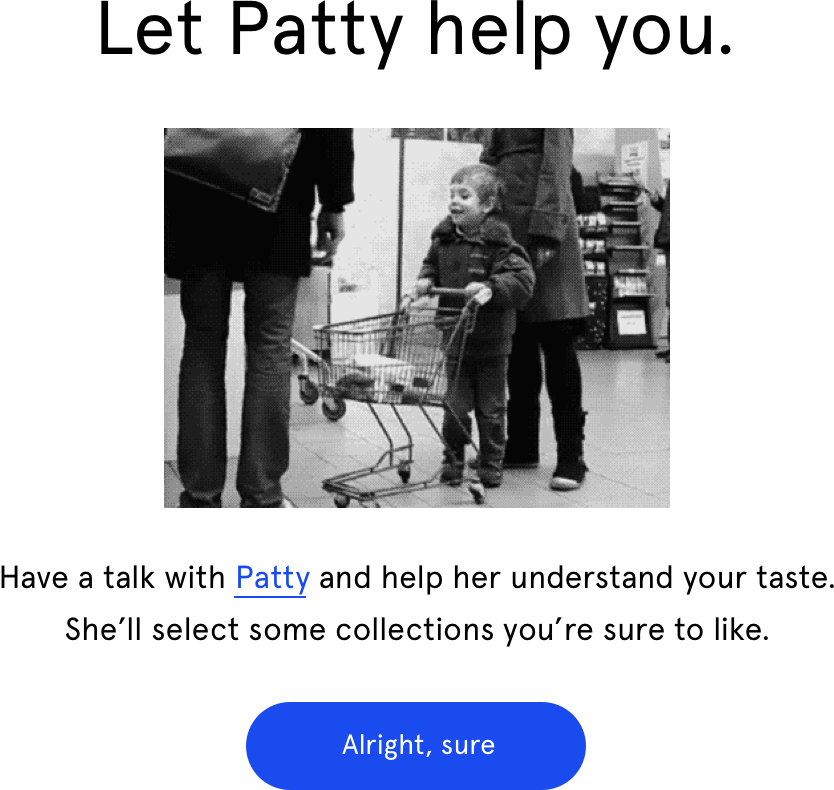 Let Patty help you.
Have a talk with Patty and help her understand your taste.
She’ll select some collections you’re sure to like.
Alright, sure